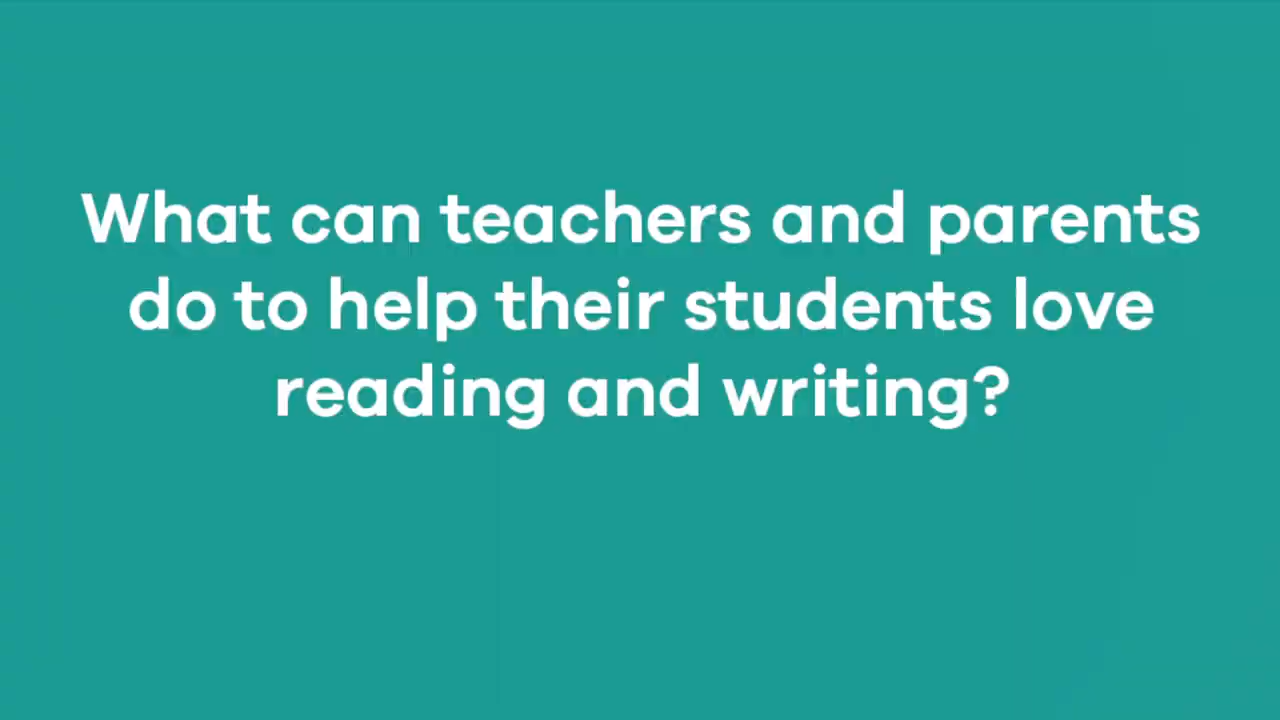 What can teachers and parents
do to help their students love
reading and writing?